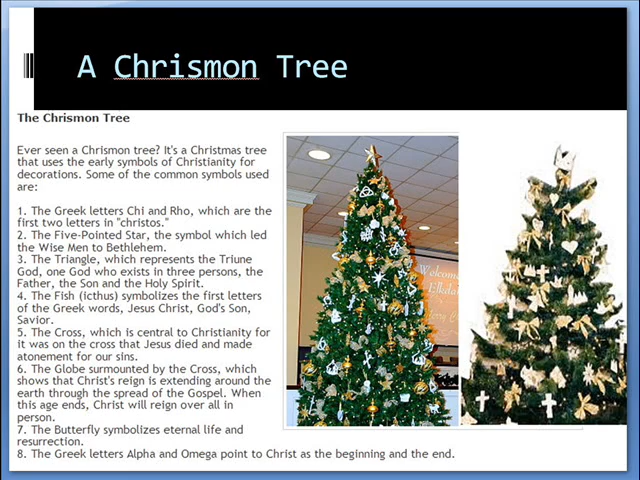 A Chrismon Tree
The Chrismon Tree
Ever seen a Chrismon tree? It's a Christmas tree
that uses the early symbols of Christianity for
decorations. Some of the common symbols used
are:
1. The Greek letters Chi and Rho, which are the
first two letters in "christos."
2. The Five-Pointed Star, the symbol which led
the Wise Men to Bethlehem.
3. The Triangle, which represents the Triune
God, one God who exists in three persons, the
Father, the Son and the Holy Spirit.
4. The Fish (icthus) symbolizes the first letters
of the Greek words, Jesus Christ, God's Son,
Savior.
5. The Cross, which is central to Christianity for
it was on the cross that Jesus died and made
atonement for our sins.
6. The Globe surmounted by the Cross, which
shows that Christ's reign is extending around the
earth through the spread of the Gospel. When
this age ends, Christ will reign over all in
person.
7. The Butterfly symbolizes eternal life and
resurrection.
8. The Greek letters Alpha and Omega point to Christ as the beginning and the end.
Welcome